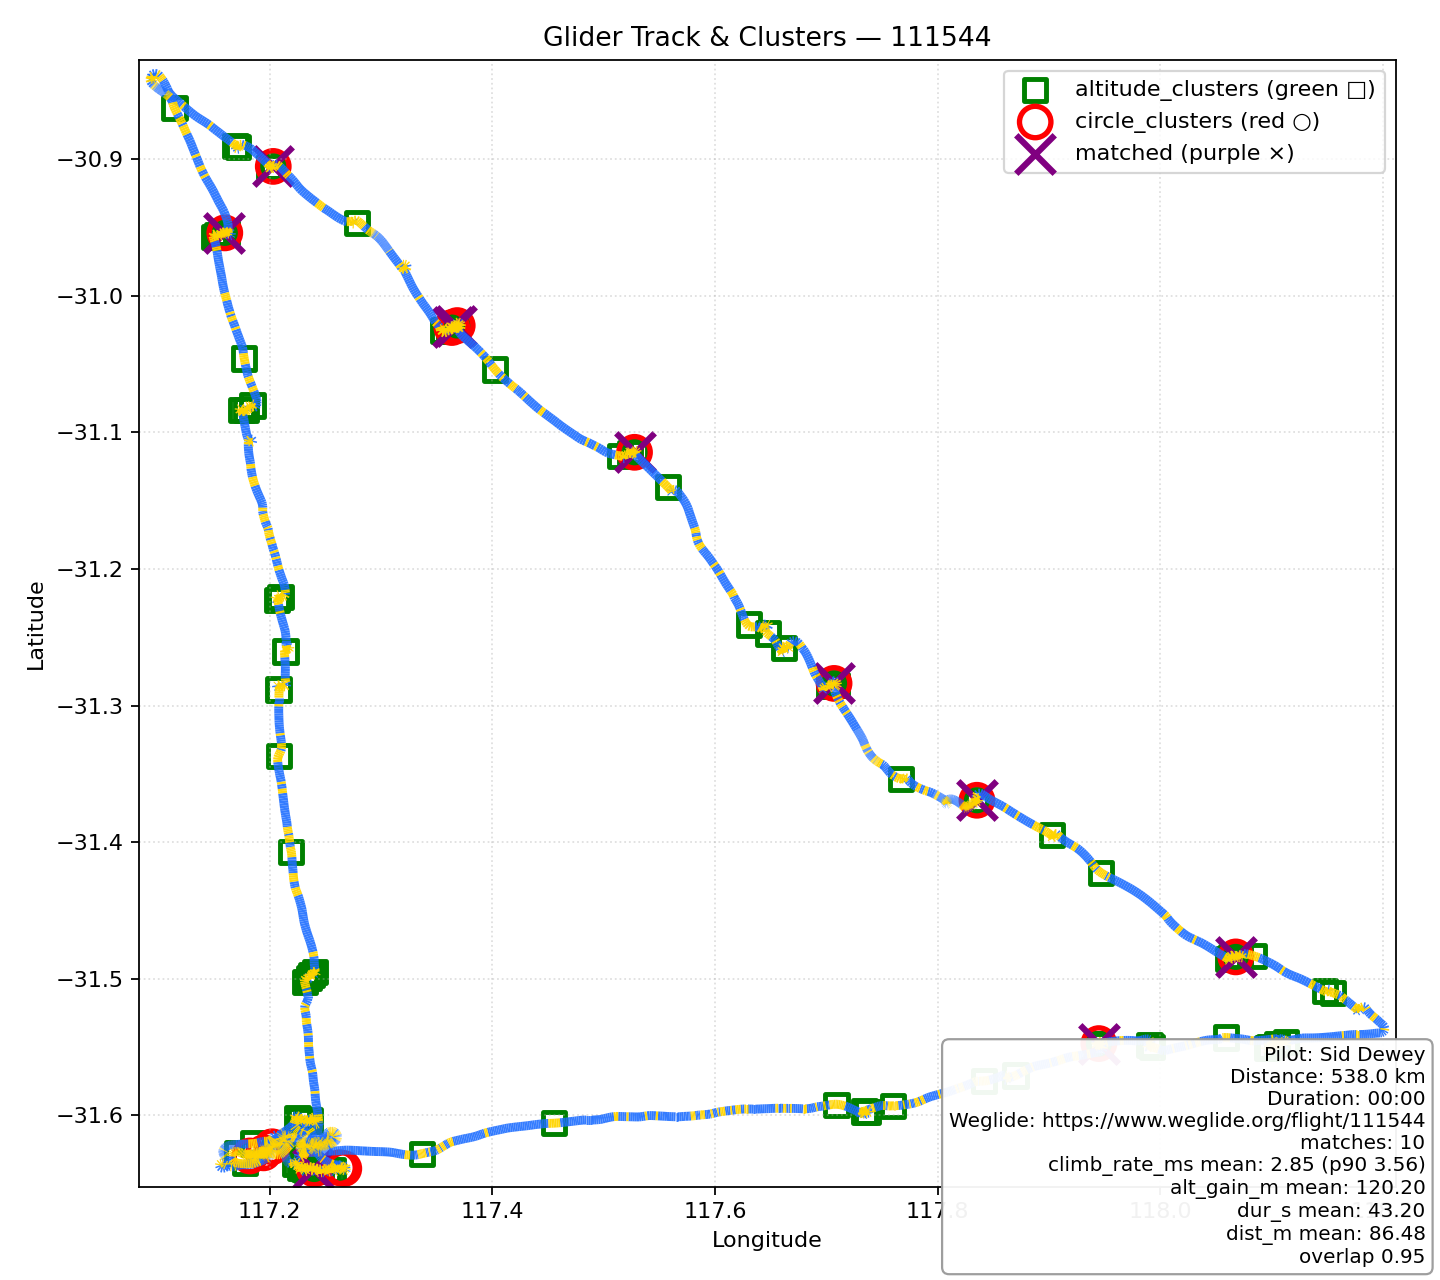 Glider Track & Clusters — 111544
altitude_clusters (green □)
circle_clusters (red ○)
matched (purple ×)
−30.9
−31.0
−31.1
−31.2
−31.3
−31.4
−31.5
−31.6
Latitude
117.2
117.4
117.6
117.8
118.0
Longitude
Pilot: Sid Dewey
Distance: 538.0 km
Duration: 00:00
Weglide: https://www.weglide.org/flight/111544
matches: 10
climb_rate_ms mean: 2.85 (p90 3.56)
alt_gain_m mean: 120.20
dur_s mean: 43.20
dist_m mean: 86.48
overlap 0.95